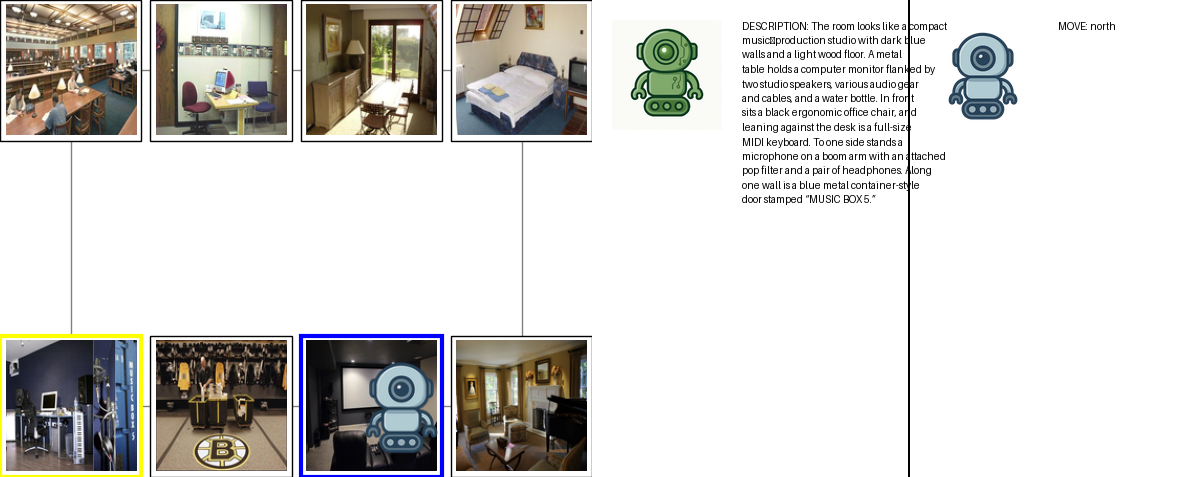 DESCRIPTION: The room looks like a compact
music▯production studio with dark blue
walls and a light wood floor. A metal
table holds a computer monitor flanked by
two studio speakers, various audio gear
and cables, and a water bottle. In front
sits a black ergonomic office chair, and
leaning against the desk is a full-size
MIDI keyboard. To one side stands a
microphone on a boom arm with an attached
pop filter and a pair of headphones. Along
one wall is a blue metal container-style
door stamped “MUSIC BOX 5.”
MOVE: north
MUSIC BOX 5
B